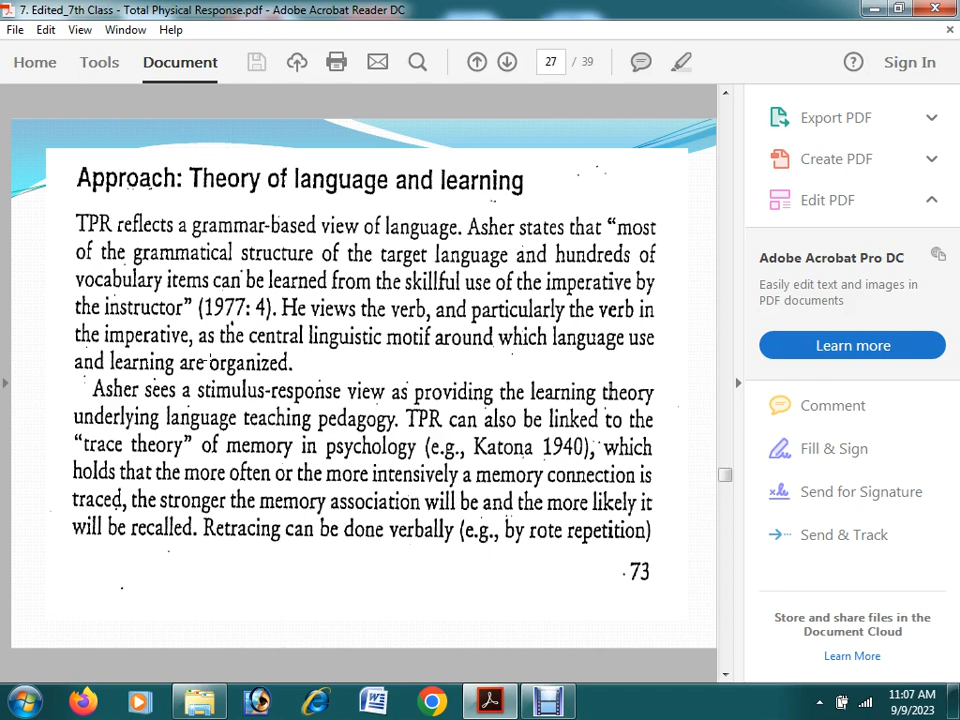 7. Edited_7th Class - Total Physical Response.pdf - Adobe Acrobat Reader DC
File Edit View Window Help
Home Tools Document 27 / 39 Sign In
Export PDF
Create PDF
Edit PDF
Adobe Acrobat Pro DC
Easily edit text and images in
PDF documents
Learn more
Comment
Fill & Sign
Send for Signature
Send & Track
Store and share files in the
Document Cloud
Learn More
Approach: Theory of language and learning
TPR reflects a grammar-based view of language. Asher states that “most
of the grammatical structure of the target language and hundreds of
vocabulary items can be learned from the skillful use of the imperative by
the instructor” (1977: 4). He views the verb, and particularly the verb in
the imperative, as the central linguistic motif around which language use
and learning are organized.
Asher sees a stimulus-response view as providing the learning theory
underlying language teaching pedagogy. TPR can also be linked to the
“trace theory” of memory in psychology (e.g., Katona 1940), which
holds that the more often or the more intensively a memory connection is
traced, the stronger the memory association will be and the more likely it
will be recalled. Retracing can be done verbally (e.g., by rote repetition)
73
11:07 AM
9/9/2023